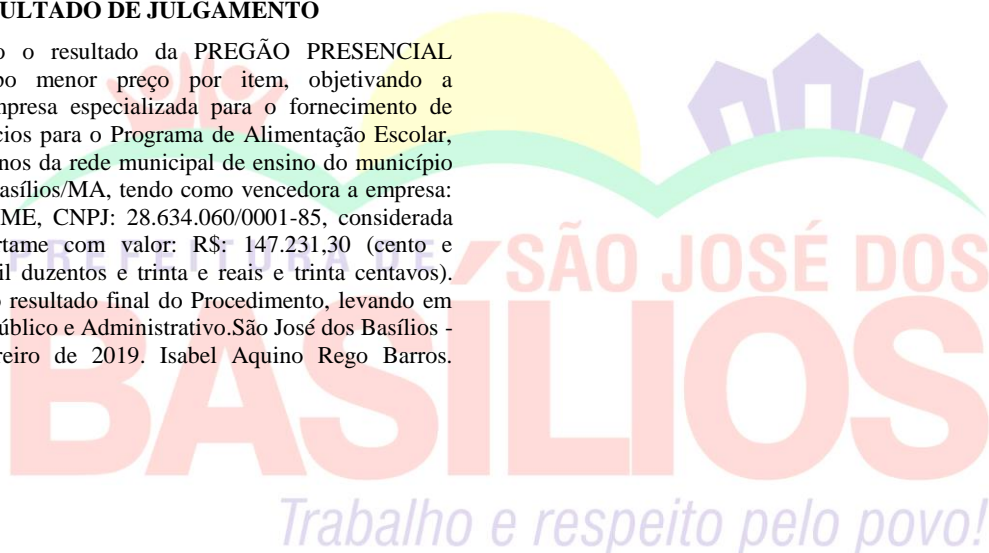 ULTADO DE JULGAMENTO
o o resultado da PREGÃO PRESENCIAL
po menor preço por item, objetivando a
mpresa especializada para o fornecimento de
cios para o Programa de Alimentação Escolar,
nos da rede municipal de ensino do município
asílios/MA, tendo como vencedora a empresa:
ME, CNPJ: 28.634.060/0001-85, considerada
rtame com valor: R$: 147.231,30 (cento e
il duzentos e trinta e reais e trinta centavos).
o resultado final do Procedimento, levando em
úblico e Administrativo.São José dos Basílios -
reiro de 2019. Isabel Aquino Rego Barros.
PREFEITURA DE SÃO JOSÉ DOS
BASÍLIOS
Trabalho e respeito pelo povo!